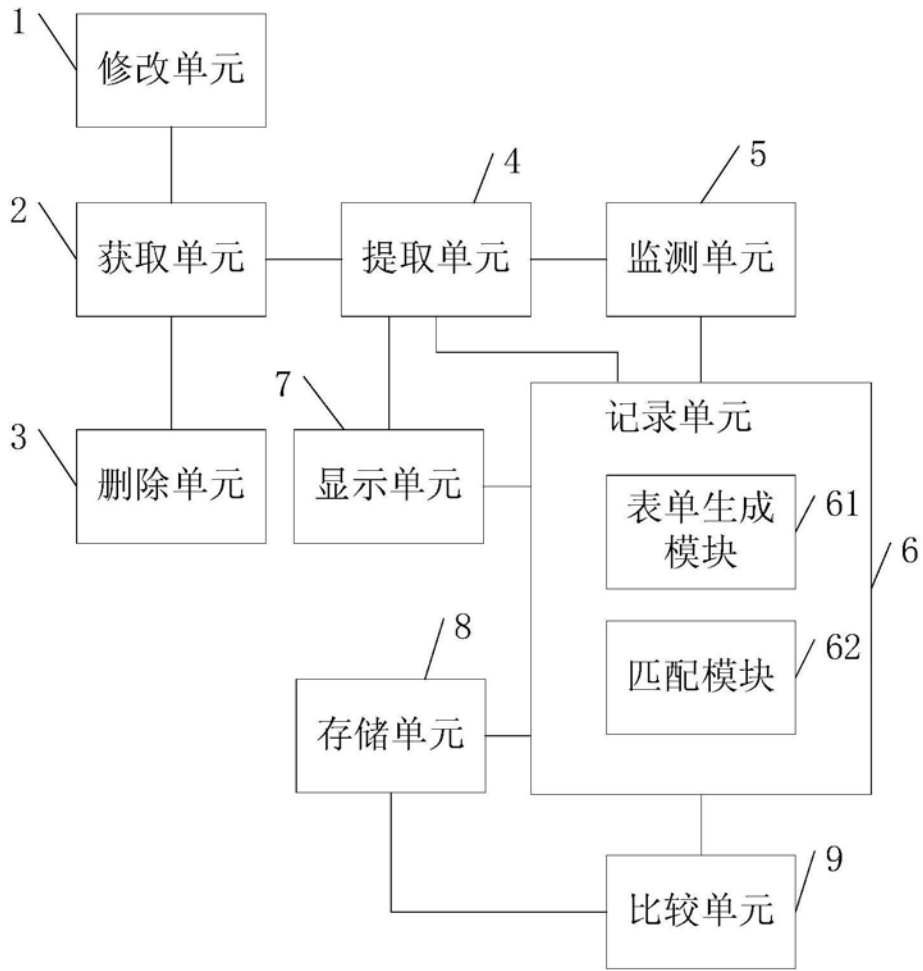 1
修改单元
2
获取单元
4
提取单元
5
监测单元
3
删除单元
7
显示单元
记录单元
表单生成
模块
61
6
匹配模块
62
8
存储单元
9
比较单元